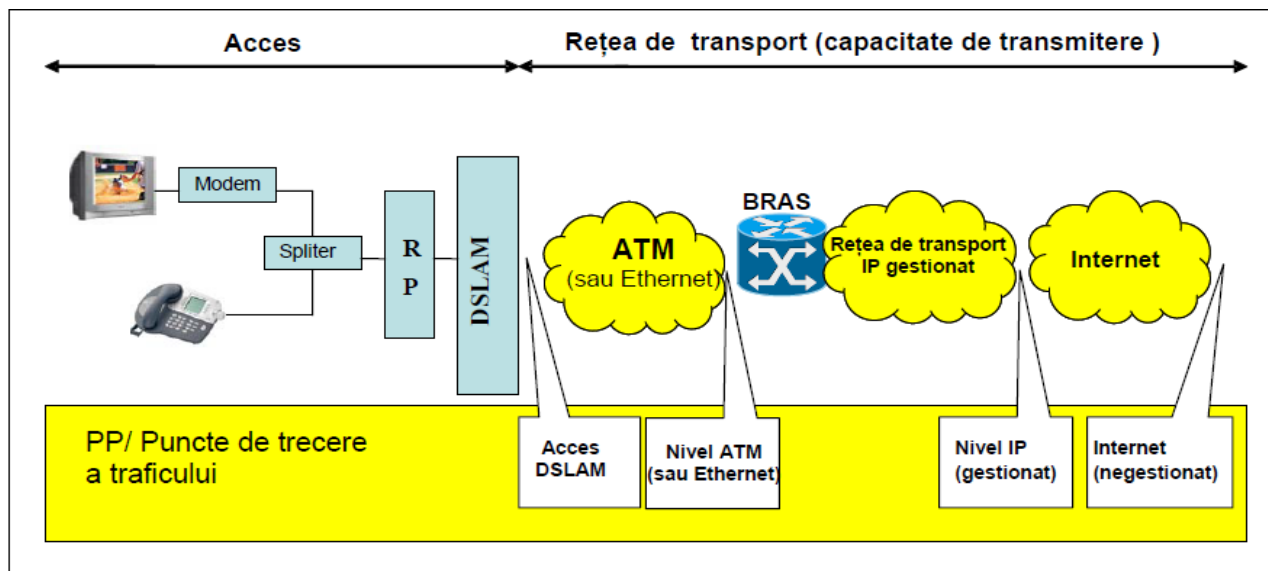 Acces
Rețea de transport (capacitate de transmitere )
Modem
Spliter
R
P
DSLAM
ATM
(sau Ethernet)
BRAS
Rețea de transport
IP gestionat
Internet
PP/ Puncte de trecere
a traficului
Acces
DSLAM
Nivel ATM
(sau Ethernet)
Nivel IP
(gestionat)
Internet
(negestionat)